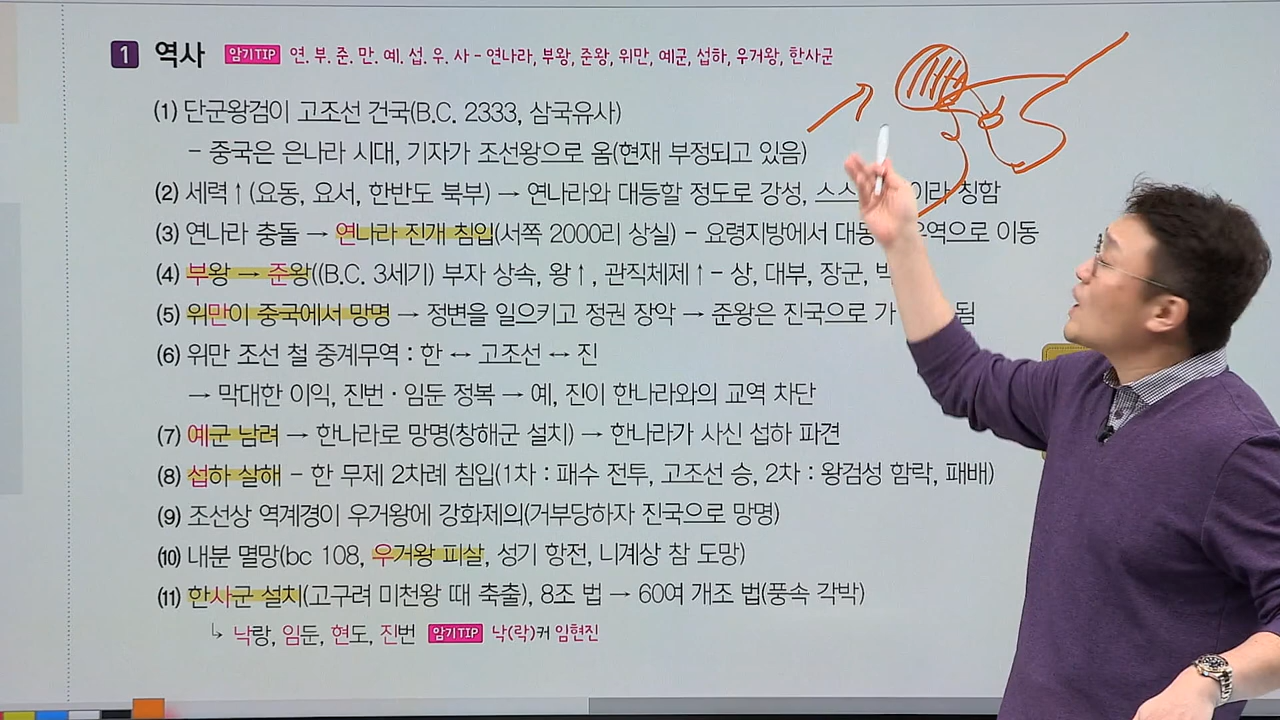 1 역사 암기TIP 연. 부. 준. 만. 예. 섭. 우. 사 - 연나라, 부왕, 준왕, 위만, 예군, 섭하, 우거왕, 한사군
(1) 단군왕검이 고조선 건국(B.C. 2333, 삼국유사)
- 중국은 은나라 시대, 기자가 조선왕으로 옴(현재 부정되고 있음)
(2) 세력↑(요동, 요서, 한반도 북부) → 연나라와 대등할 정도로 강성, 이라 칭함
(3) 연나라 충돌 → 연나라 진개 침입(서쪽 2000리 상실) - 요령지방에서 유역으로 이동
(4) 부왕 → 준왕((B.C. 3세기) 부자 상속, 왕↑, 관직체제↑- 상, 대부, 장군,
(5) 위만이 중국에서 망명 → 정변을 일으키고 정권 장악 → 준왕은 진국으로 가 됨
(6) 위만 조선 철 중계무역 : 한 ↔ 고조선 ↔ 진
→ 막대한 이익, 진번 · 임둔 정복 → 예, 진이 한나라와의 교역 차단
(7) 예군 남려 → 한나라로 망명(창해군 설치) → 한나라가 사신 섭하 파견
(8) 섭하 살해 - 한 무제 2차례 침입(1차 : 패수 전투, 고조선 승, 2차 : 왕검성 함락, 패배)
(9) 조선상 역계경이 우거왕에 강화제의(거부당하자 진국으로 망명)
(10) 내분 멸망(bc 108, 우거왕 피살, 성기 항전, 니계상 참 도망)
(11) 한사군 설치(고구려 미천왕 때 축출), 8조 법 → 60여 개조 법(풍속 각박)
↳ 낙랑, 임둔, 현도, 진번 암기TIP 낙(락)커 임현진